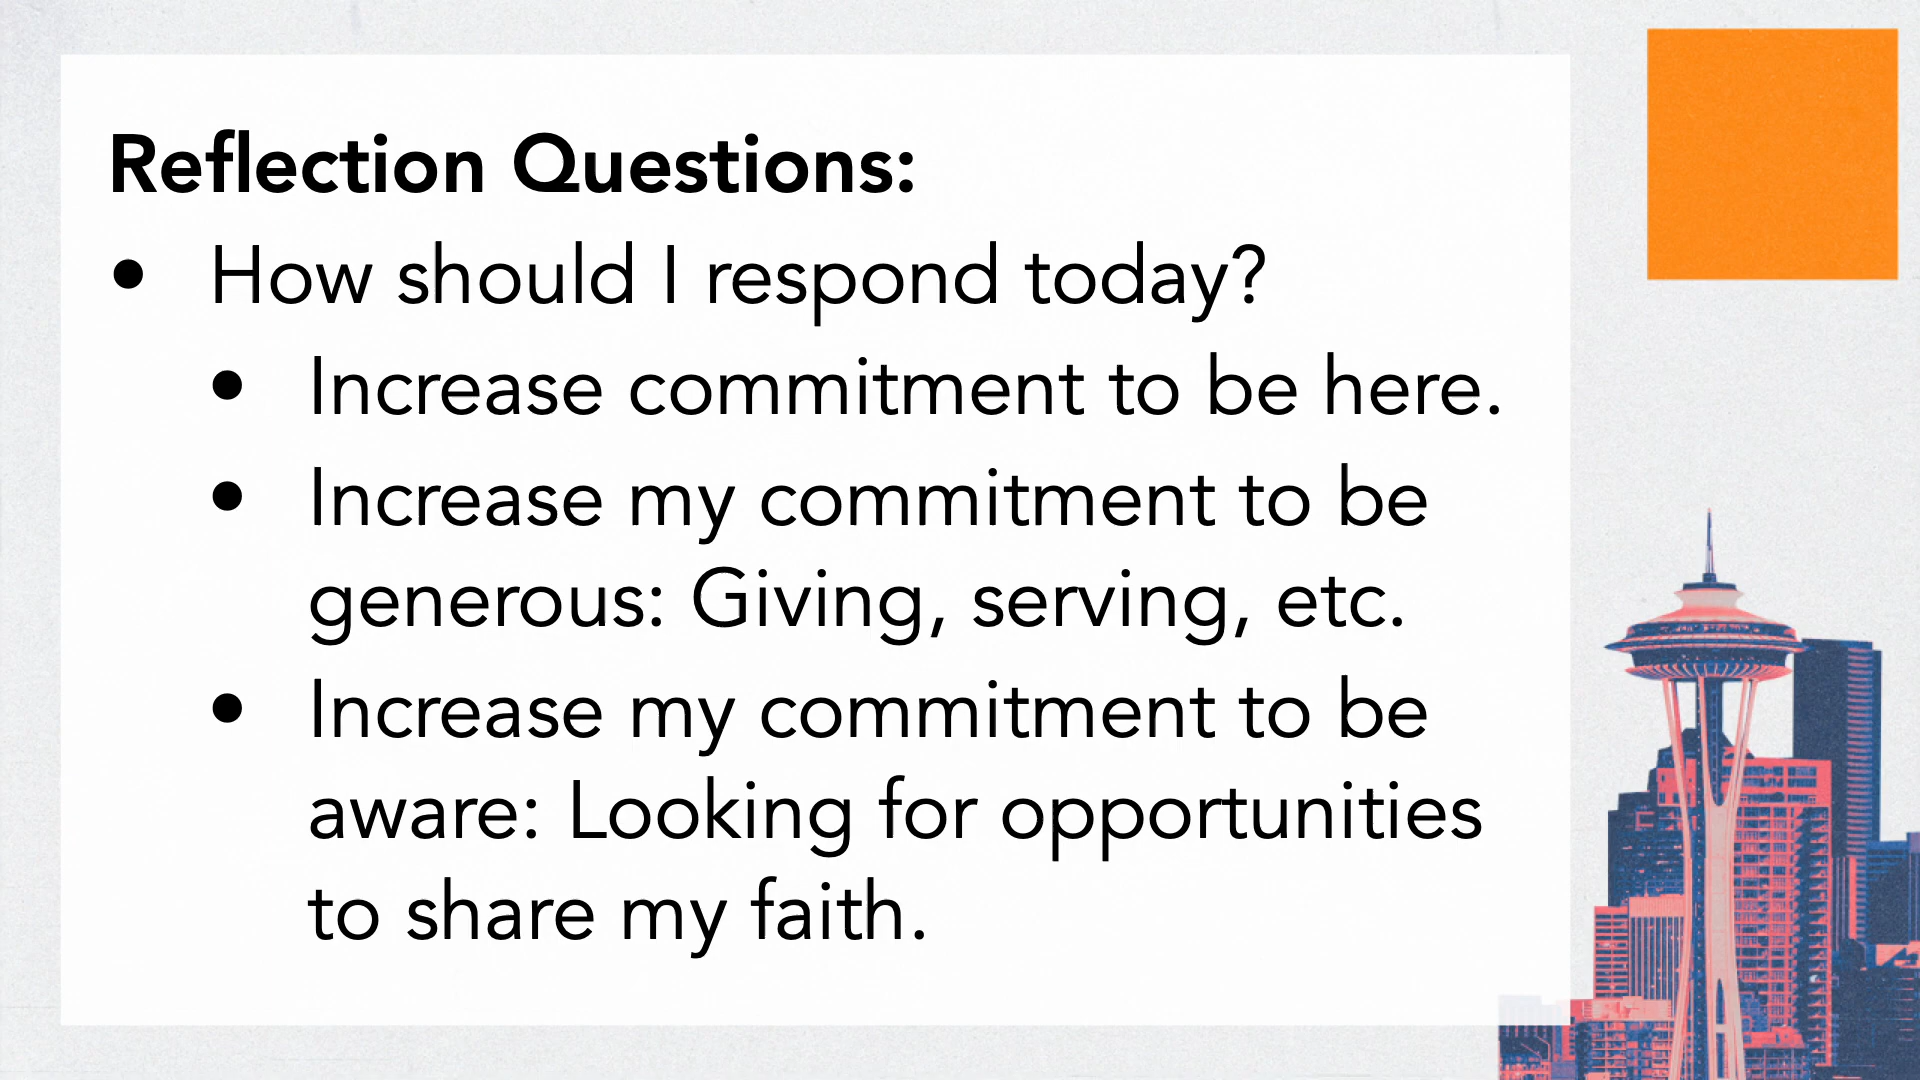 Reflection Questions:
• How should I respond today?
• Increase commitment to be here.
• Increase my commitment to be
generous: Giving, serving, etc.
• Increase my commitment to be
aware: Looking for opportunities
to share my faith.